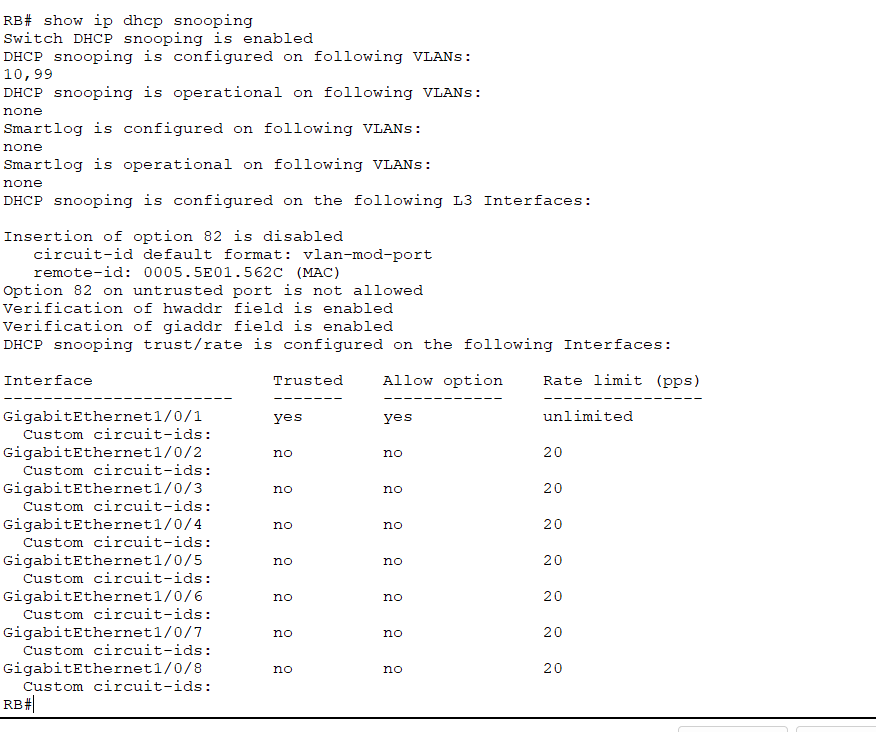 RB# show ip dhcp snooping
Switch DHCP snooping is enabled
DHCP snooping is configured on following VLANs:
10,99
DHCP snooping is operational on following VLANs:
none
Smartlog is configured on following VLANs:
none
Smartlog is operational on following VLANs:
none
DHCP snooping is configured on the following L3 Interfaces:

Insertion of option 82 is disabled
   circuit-id default format: vlan-mod-port
   remote-id: 0005.5E01.562C (MAC)
Option 82 on untrusted port is not allowed
Verification of hwaddr field is enabled
Verification of giaddr field is enabled
DHCP snooping trust/rate is configured on the following Interfaces:

Interface                  Trusted    Allow option    Rate limit (pps)
-----------------------    -------    ------------    ----------------
GigabitEthernet1/0/1       yes        yes             unlimited
  Custom circuit-ids:
GigabitEthernet1/0/2       no         no              20
  Custom circuit-ids:
GigabitEthernet1/0/3       no         no              20
  Custom circuit-ids:
GigabitEthernet1/0/4       no         no              20
  Custom circuit-ids:
GigabitEthernet1/0/5       no         no              20
  Custom circuit-ids:
GigabitEthernet1/0/6       no         no              20
  Custom circuit-ids:
GigabitEthernet1/0/7       no         no              20
  Custom circuit-ids:
GigabitEthernet1/0/8       no         no              20
  Custom circuit-ids:
RB#